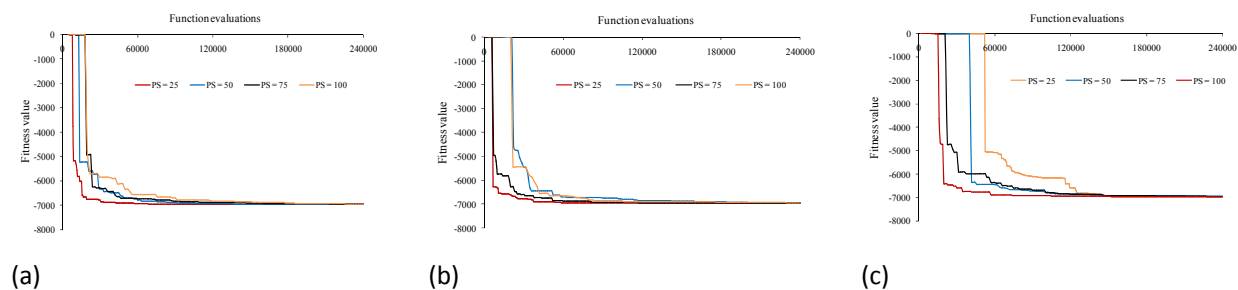 Function evaluations
0 60000 120000 180000 240000
0
-1000
-2000
-3000
-4000
-5000
-6000
-7000
-8000
Fitness value
PS = 25 PS = 50 PS = 75 PS = 100
(a)
Function evaluations
0 60000 120000 180000 240000
0
-1000
-2000
-3000
-4000
-5000
-6000
-7000
-8000
Fitness value
PS = 25 PS = 50 PS = 75 PS = 100
(b)
Function evaluations
0 60000 120000 180000 240000
0
-1000
-2000
-3000
-4000
-5000
-6000
-7000
-8000
Fitness value
PS = 25 PS = 50 PS = 75 PS = 100
(c)